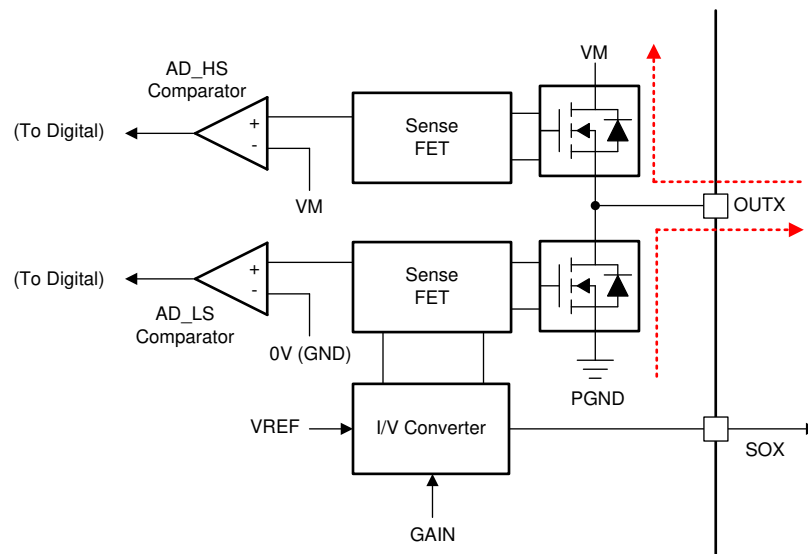 VM
AD_HS
Comparator
(To Digital)
+
-
Sense
FET
VM
OUTX
(To Digital)
+
-
Sense
FET
AD_LS
Comparator
0V (GND)
PGND
VREF
I/V Converter
SOX
GAIN